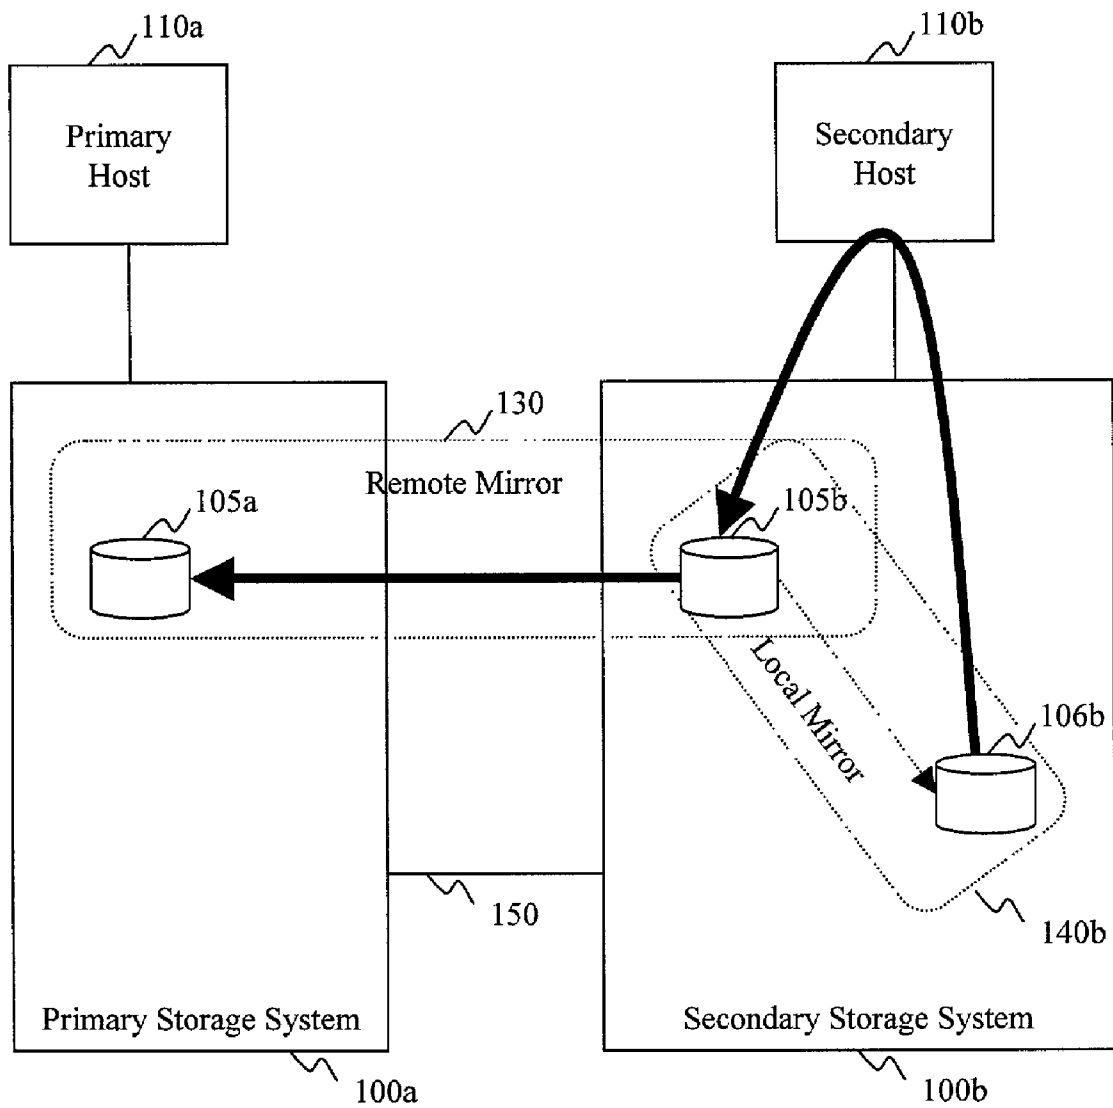 110a
110b
Primary
Host
Secondary
Host
130
Remote Mirror
105a
105b
Local Mirror
106b
150
140b
Primary Storage System
Secondary Storage System
100a
100b